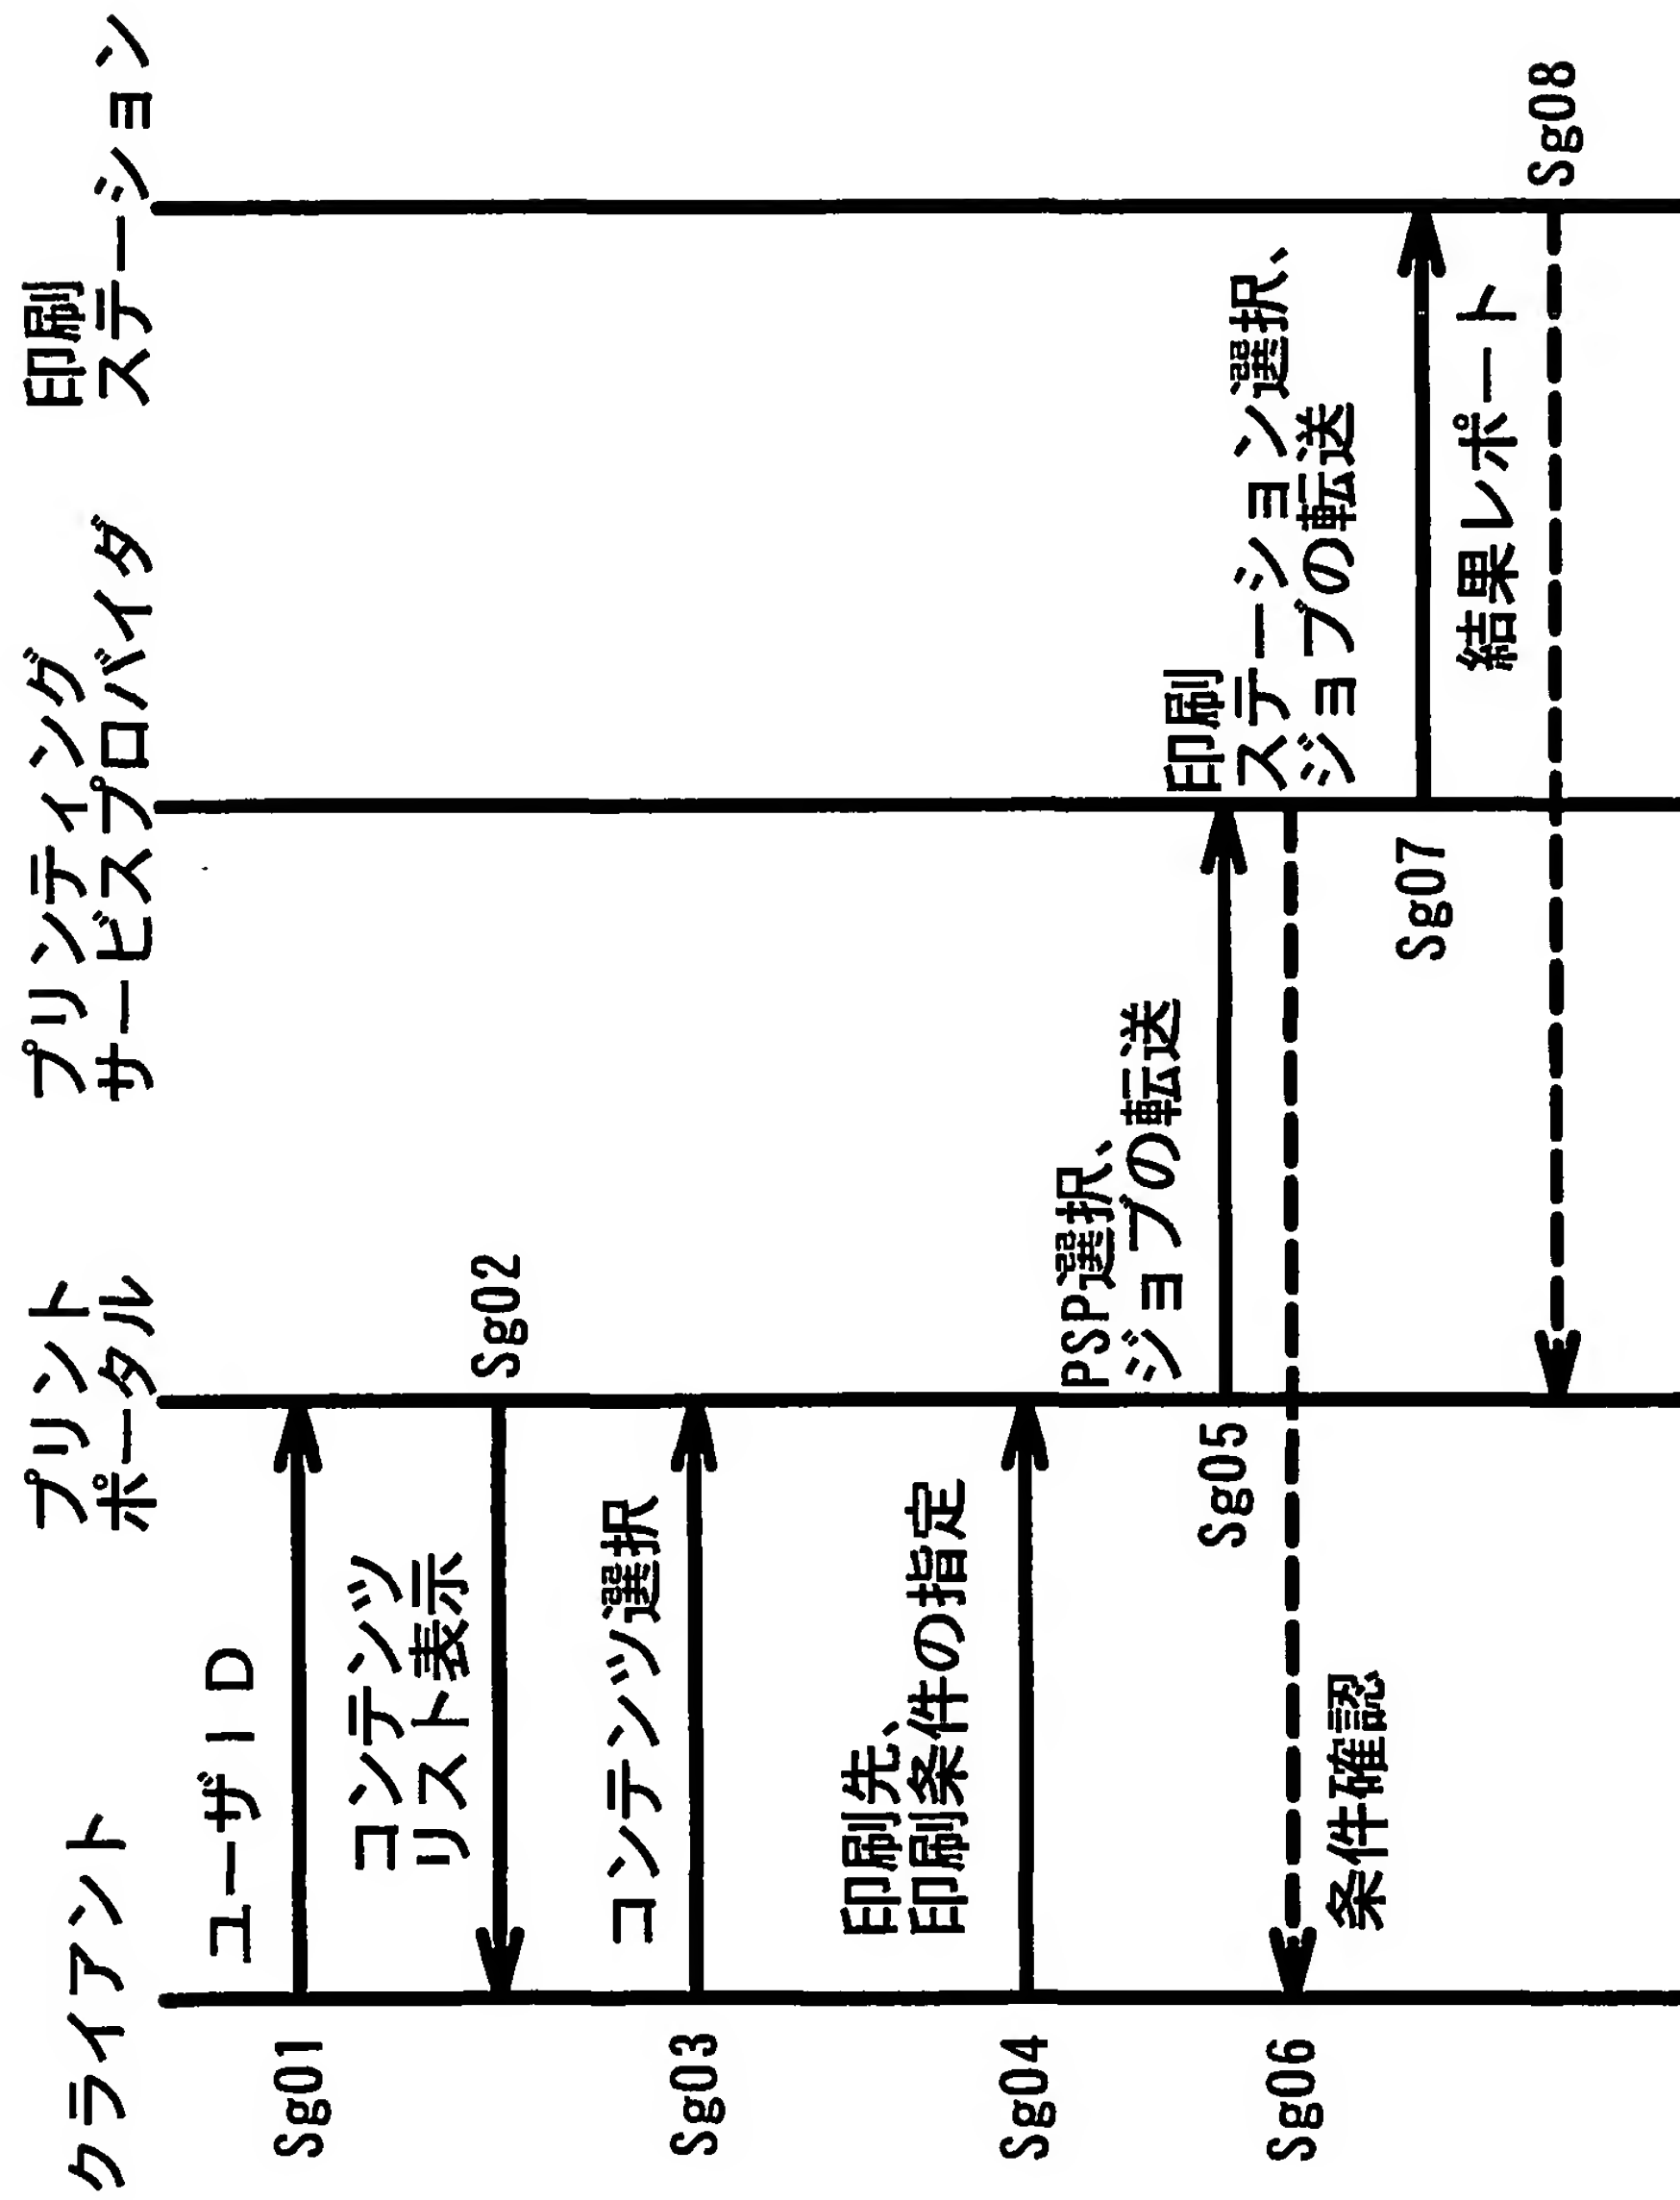 クライアント
プリント
ポータル
プリンティング
サービスプロバイダ
印刷
ステーション
ユーザID
Sg01
コンテンツ
リスト表示
Sg02
コンテンツ選択
Sg03
印刷先、
印刷条件の指定
Sg04
PSP選択、
ジョブの転送
Sg05
Sg06
条件確認
印刷
ステーション選択、
ジョブの転送
Sg07
結果レポート
Sg08